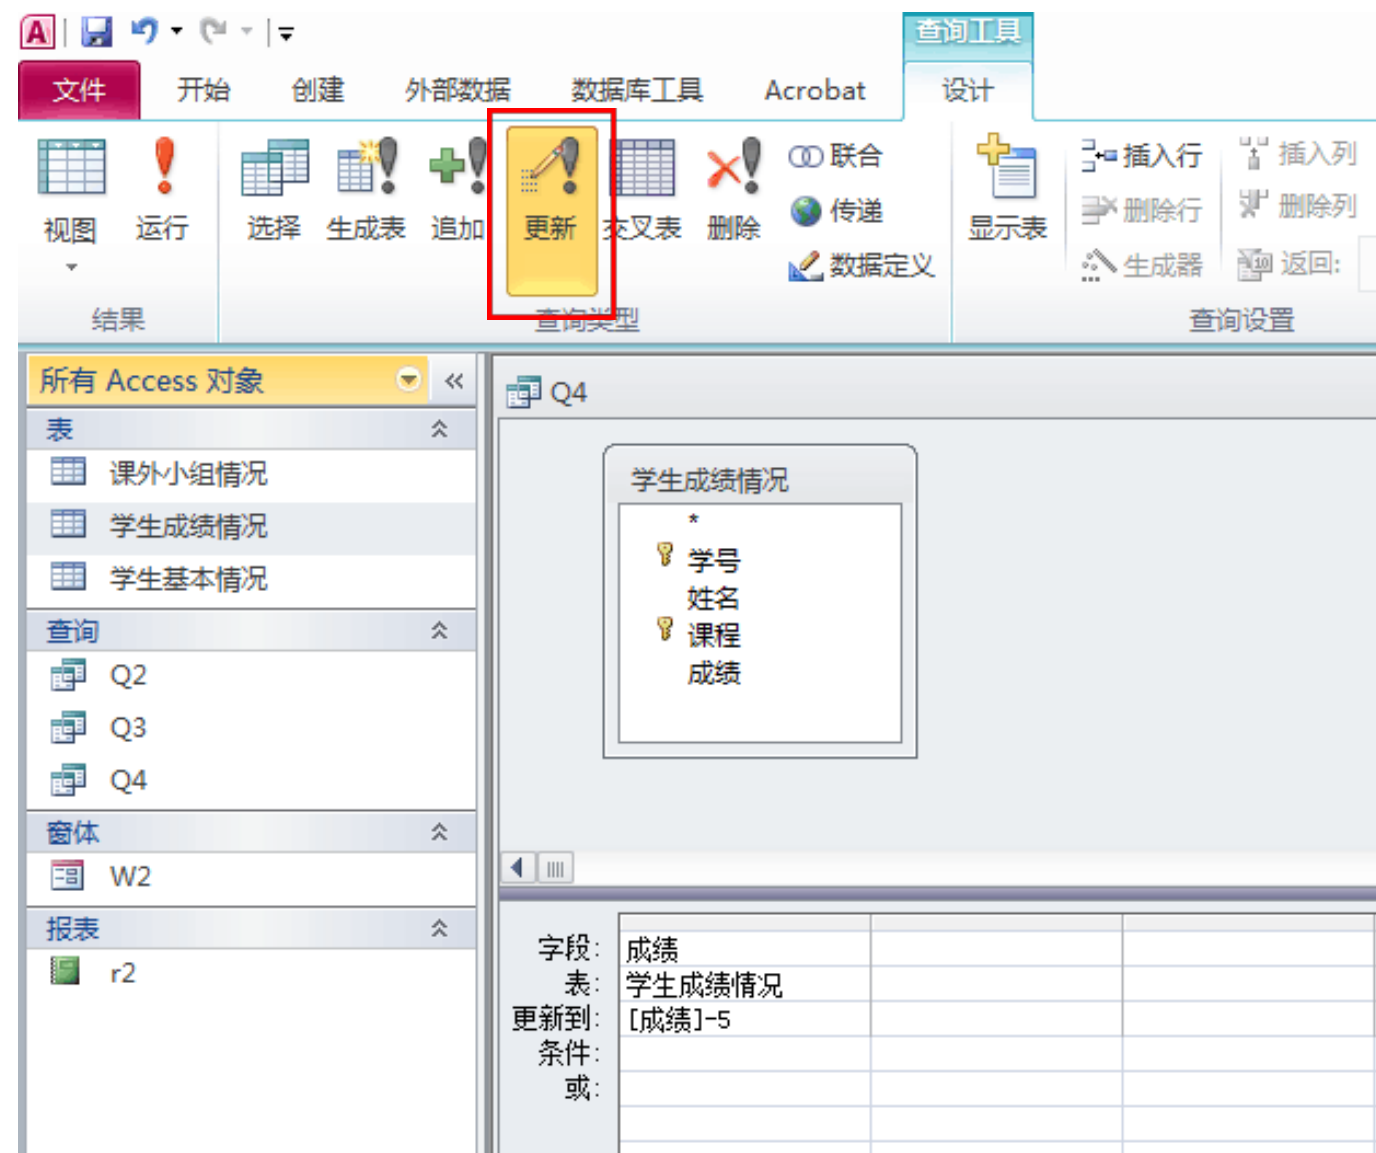 查询工具
文件 开始 创建 外部数据 数据库工具 Acrobat 设计
视图 运行 选择 生成表 追加 更新 交叉表 删除 联合 传递 数据定义 显示表 插入行 删除行 生成器 插入列 删除列 返回:
结果 查询类型 查询设置
所有 Access 对象
表
课外小组情况
学生成绩情况
学生基本情况
查询
Q2
Q3
Q4
窗体
W2
报表
r2
Q4
学生成绩情况
*
学号
姓名
课程
成绩
字段: 成绩
表: 学生成绩情况
更新到: [成绩]-5
条件:
或: